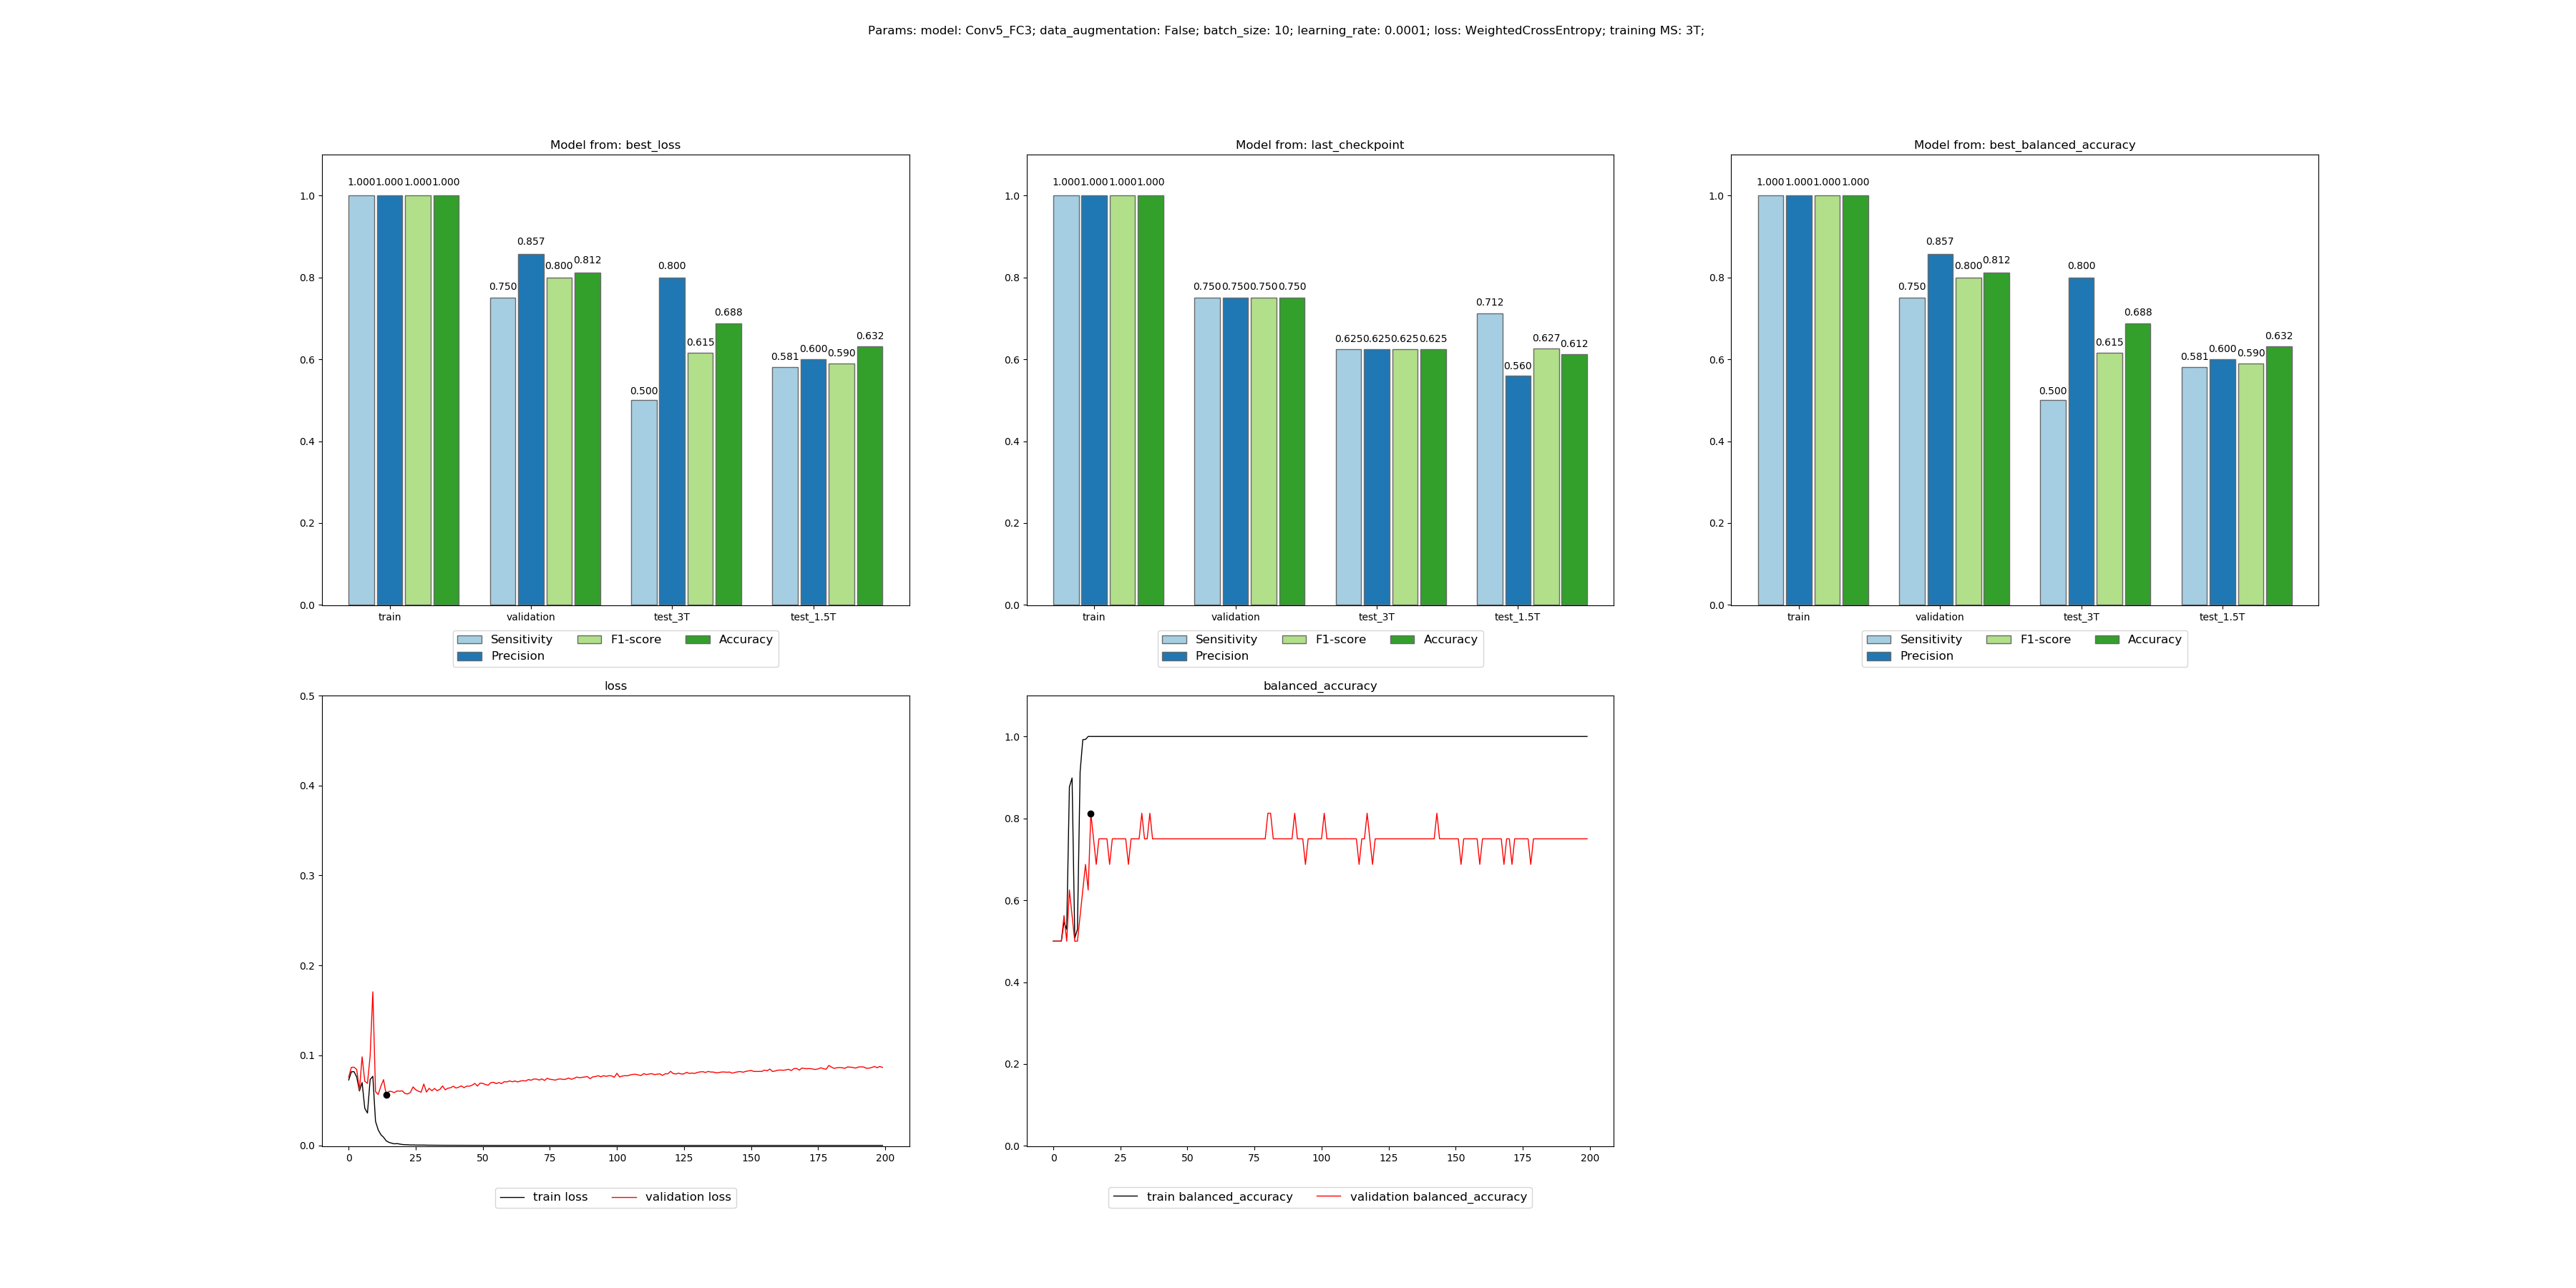 Params: model: Conv5_FC3; data_augmentation: False; batch_size: 10; learning_rate: 0.0001; loss: WeightedCrossEntropy; training MS: 3T;
Model from: best_loss
1.000 1.000 1.000 1.000
0.750 0.857 0.800 0.812
0.500 0.800 0.615 0.688
0.581 0.600 0.590 0.632
1.0
0.8
0.6
0.4
0.2
0.0
train validation test_3T test_1.5T
Sensitivity F1-score Accuracy
Precision
Model from: last_checkpoint
1.000 1.000 1.000 1.000
0.750 0.750 0.750 0.750
0.625 0.625 0.625 0.625
0.712 0.560 0.627 0.612
1.0
0.8
0.6
0.4
0.2
0.0
train validation test_3T test_1.5T
Sensitivity F1-score Accuracy
Precision
Model from: best_balanced_accuracy
1.000 1.000 1.000 1.000
0.750 0.857 0.800 0.812
0.500 0.800 0.615 0.688
0.581 0.600 0.590 0.632
1.0
0.8
0.6
0.4
0.2
0.0
train validation test_3T test_1.5T
Sensitivity F1-score Accuracy
Precision
loss
0.5
0.4
0.3
0.2
0.1
0.0
0 25 50 75 100 125 150 175 200
train loss validation loss
balanced_accuracy
1.0
0.8
0.6
0.4
0.2
0.0
0 25 50 75 100 125 150 175 200
train balanced_accuracy validation balanced_accuracy